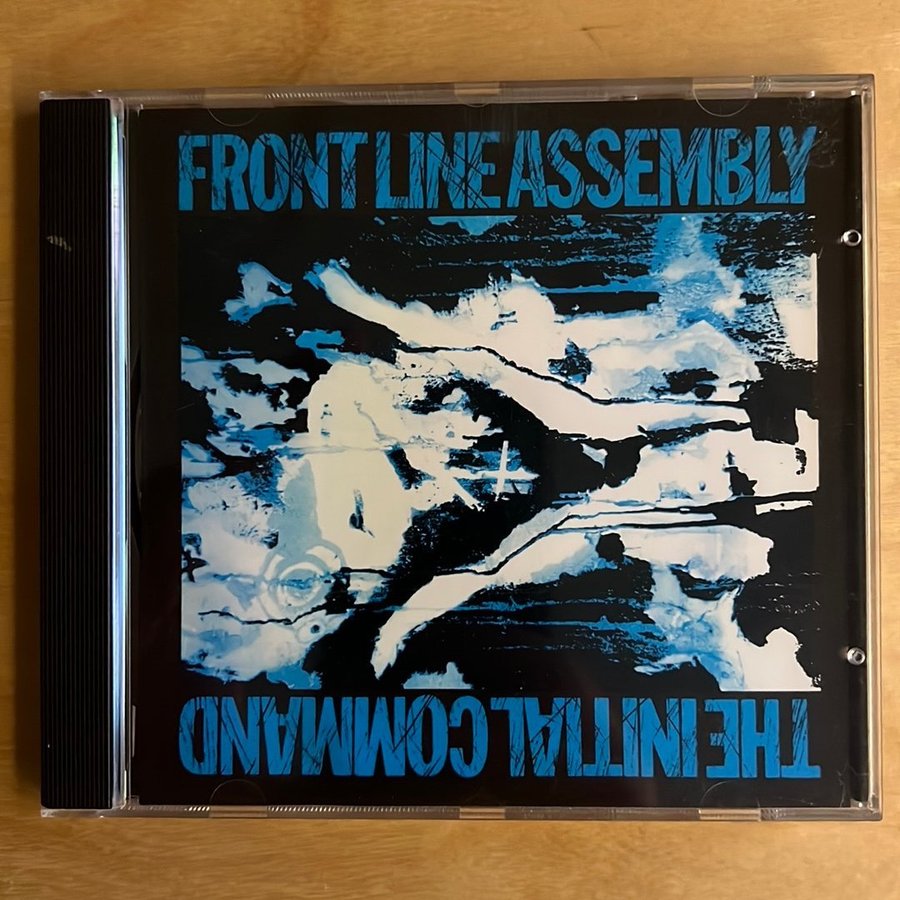 FRONT LINE ASSEMBLY
THE INITIAL COMMAND